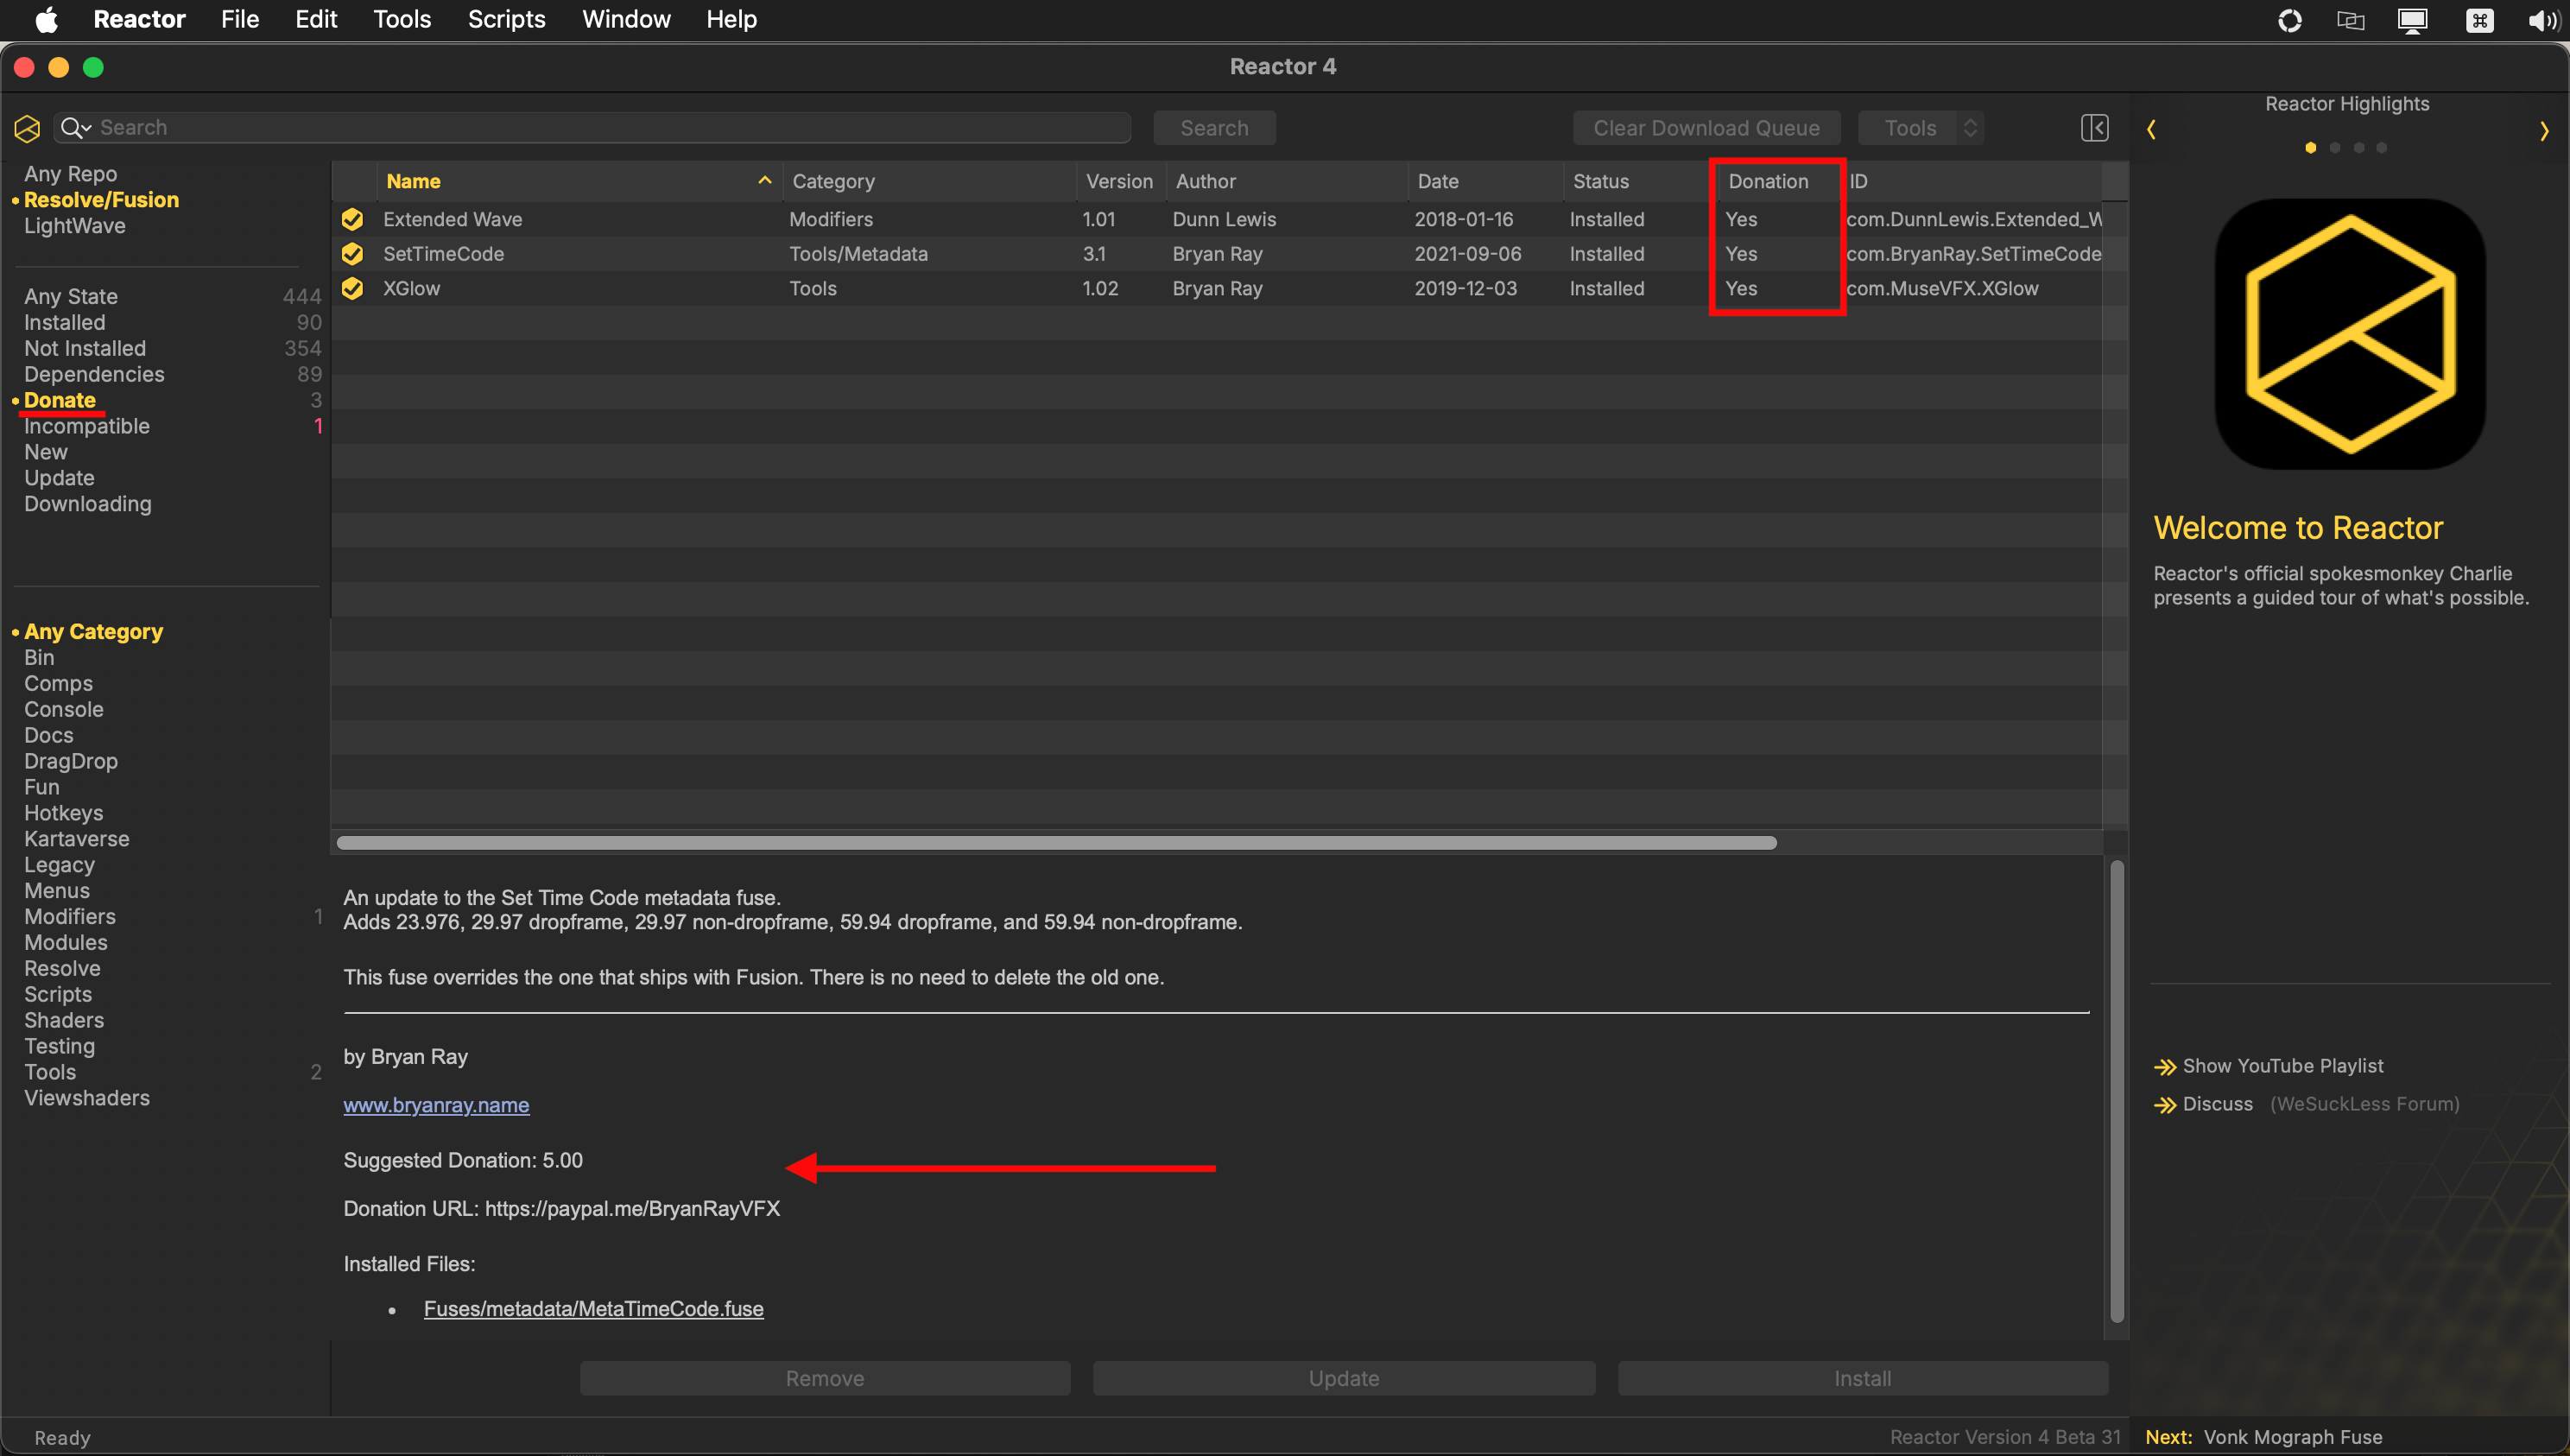 Reactor File Edit Tools Scripts Window Help
Reactor 4
Search
Search
Clear Download Queue
Tools
Reactor Highlights
Any Repo
Resolve/Fusion
LightWave
Any State 444
Installed 90
Not Installed 354
Dependencies 89
Donate 3
Incompatible 1
New
Update
Downloading
Any Category
Bin
Comps
Console
Docs
DragDrop
Fun
Hotkeys
Kartaverse
Legacy
Menus
Modifiers 1
Modules
Resolve
Scripts
Shaders
Testing
Tools 2
Viewshaders
Name Category Version Author Date Status Donation ID
Extended Wave Modifiers 1.01 Dunn Lewis 2018-01-16 Installed Yes com.DunnLewis.Extended_W
SetTimeCode Tools/Metadata 3.1 Bryan Ray 2021-09-06 Installed Yes com.BryanRay.SetTimeCode
XGlow Tools 1.02 Bryan Ray 2019-12-03 Installed Yes com.MuseVFX.XGlow
An update to the Set Time Code metadata fuse.
Adds 23.976, 29.97 dropframe, 29.97 non-dropframe, 59.94 dropframe, and 59.94 non-dropframe.
This fuse overrides the one that ships with Fusion. There is no need to delete the old one.
by Bryan Ray
www.bryanray.name
Suggested Donation: 5.00
Donation URL: https://paypal.me/BryanRayVFX
Installed Files:
• Fuses/metadata/MetaTimeCode.fuse
Remove Update Install
Welcome to Reactor
Reactor's official spokesmonkey Charlie
presents a guided tour of what's possible.
Show YouTube Playlist
Discuss (WeSuckLess Forum)
Ready
Reactor Version 4 Beta 31
Next: Vonk Mograph Fuse